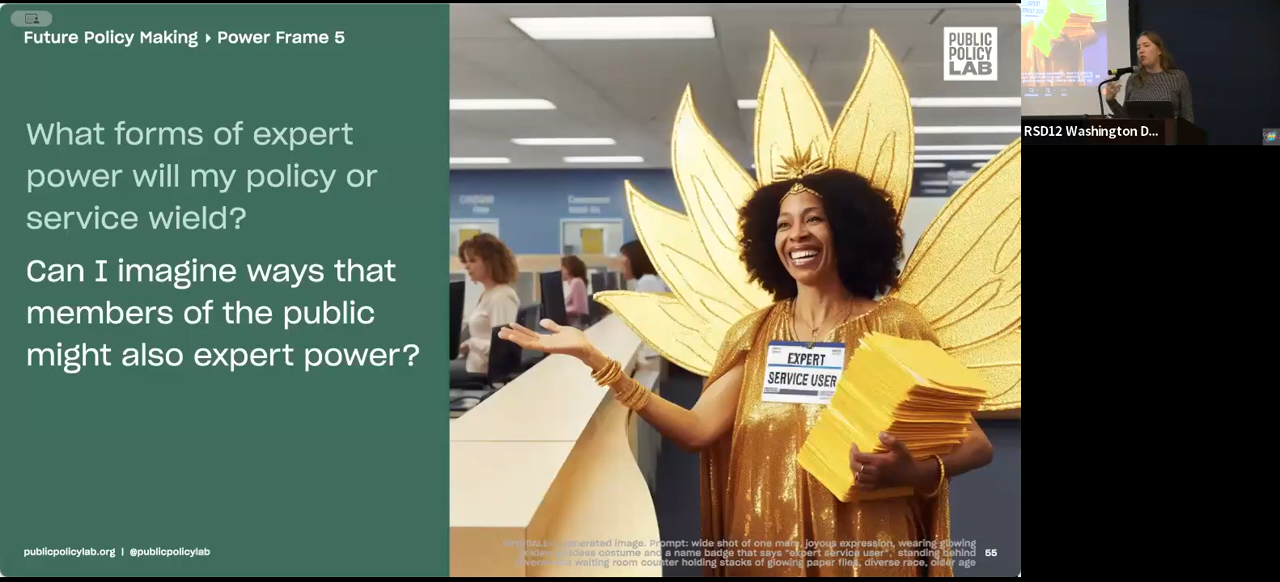 Future Policy Making ▸ Power Frame 5
What forms of expert
power will my policy or
service wield?
Can I imagine ways that
members of the public
might also expert power?
publicpolicylab.org | @publicpolicylab
PUBLIC
POLICY
LAB
EXPERT
SERVICE USER
generated image. Prompt: wide shot of one mom, joyous expression, wearing glowing
goddess costume and a name badge that says "expert service user", standing behind
government waiting room counter holding stacks of glowing paper files, diverse race, older age
55
RSD12 Washington D...